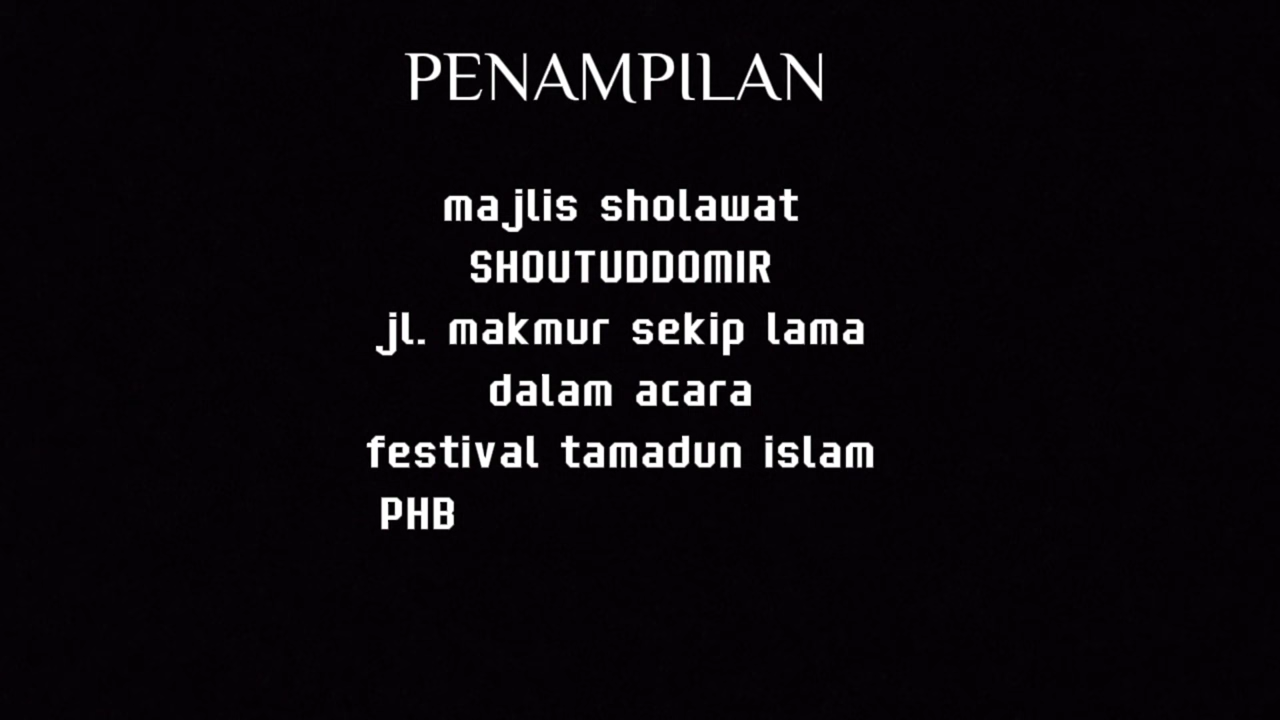 PENAMPILAN
majlis sholawat
SHOUTUDDOMIR
jl. makmur sekip lama
dalam acara
festival tamadun islam
PHB